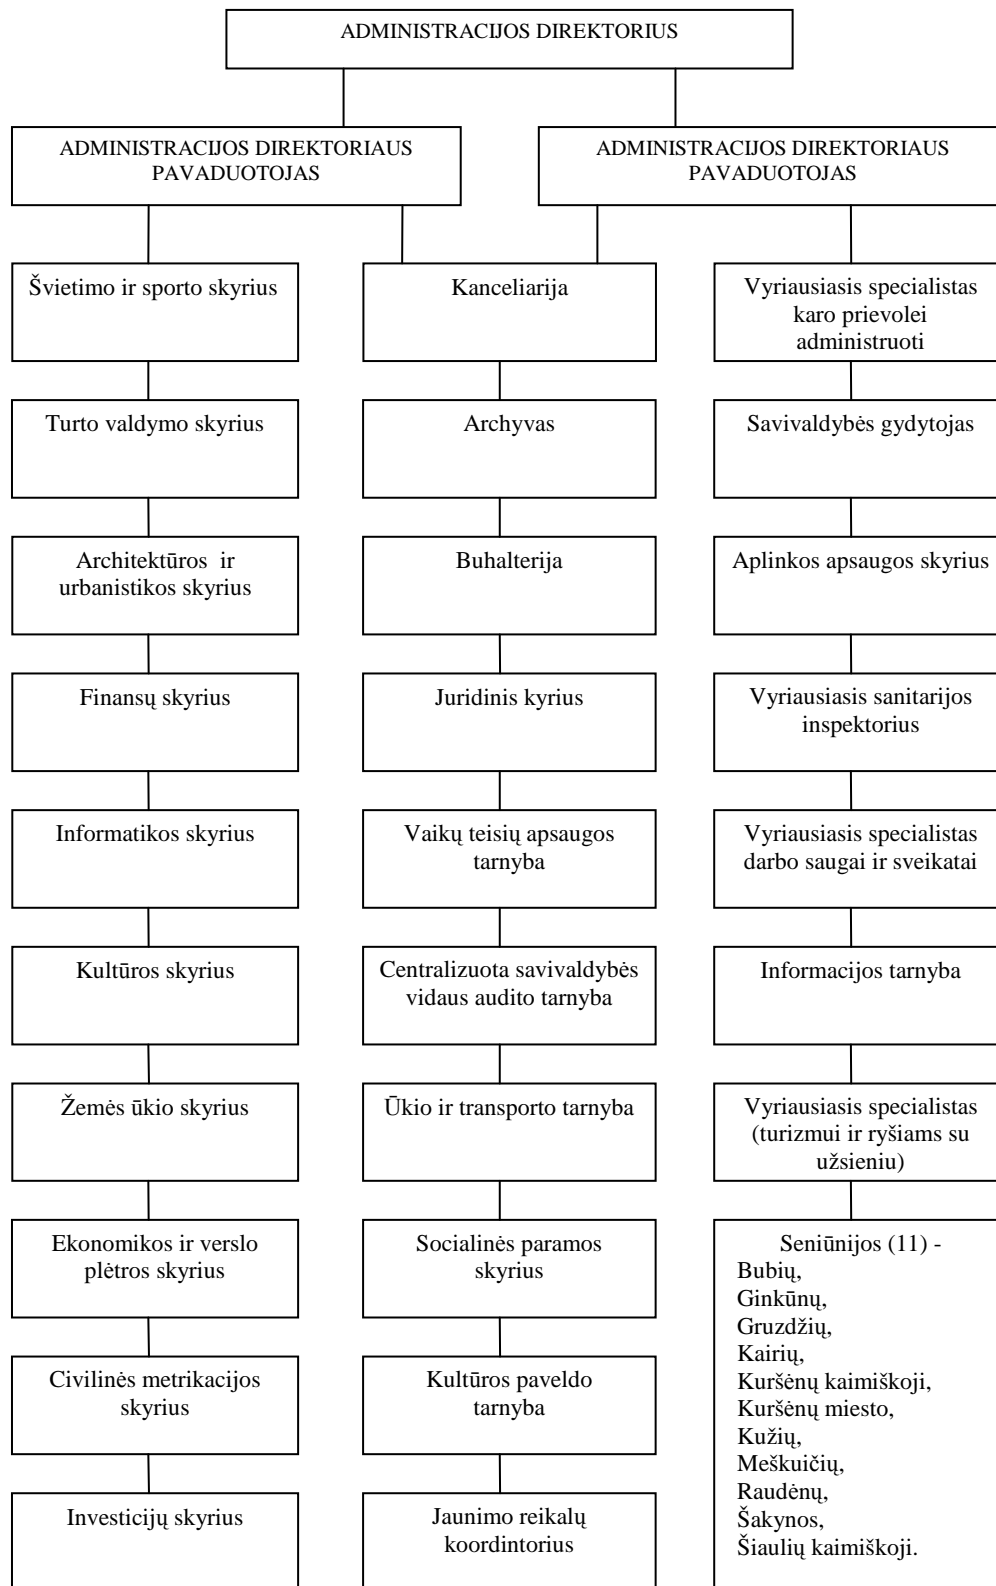 ADMINISTRACIJOS DIREKTORIUS
ADMINISTRACIJOS DIREKTORIAUS
PAVADUOTOJAS
ADMINISTRACIJOS DIREKTORIAUS
PAVADUOTOJAS
Švietimo ir sporto skyrius
Kanceliarija
Vyriausiasis specialistas
karo prievolei
administruoti
Turto valdymo skyrius
Archyvas
Savivaldybės gydytojas
Architektūros ir
urbanistikos skyrius
Buhalterija
Aplinkos apsaugos skyrius
Finansų skyrius
Juridinis kyrius
Vyriausiasis sanitarijos
inspektorius
Informatikos skyrius
Vaikų teisių apsaugos
tarnyba
Vyriausiasis specialistas
darbo saugai ir sveikatai
Kultūros skyrius
Centralizuota savivaldybės
vidaus audito tarnyba
Informacijos tarnyba
Žemės ūkio skyrius
Ūkio ir transporto tarnyba
Vyriausiasis specialistas
(turizmui ir ryšiams su
užsieniu)
Ekonomikos ir verslo
plėtros skyrius
Socialinės paramos
skyrius
Seniūnijos (11) -
Bubių,
Ginkūnų,
Gruzdžių,
Kairių,
Kuršėnų kaimiškoji,
Kuršėnų miesto,
Kužių,
Meškuičių,
Raudėnų,
Šakynos,
Šiaulių kaimiškoji.
Civilinės metrikacijos
skyrius
Kultūros paveldo
tarnyba
Investicijų skyrius
Jaunimo reikalų
koordintorius